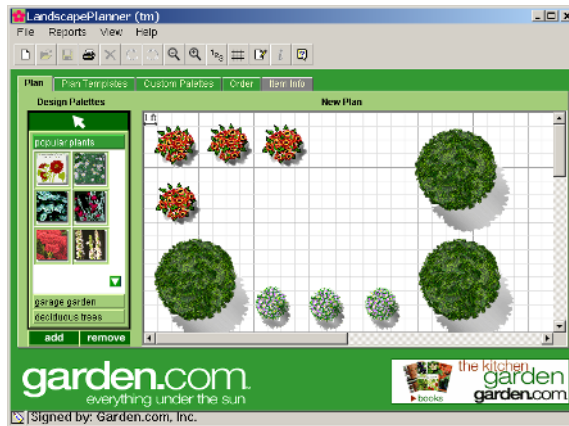 LandscapePlanner (tm)
File Reports View Help
Plan Plan Templates Custom Palettes Order Item Info
Design Palettes New Plan
1 ft
popular plants
garage garden
deciduous trees
add remove
garden.com
everything under the sun
the kitchen
garden
books
garden.com
Signed by: Garden.com, Inc.